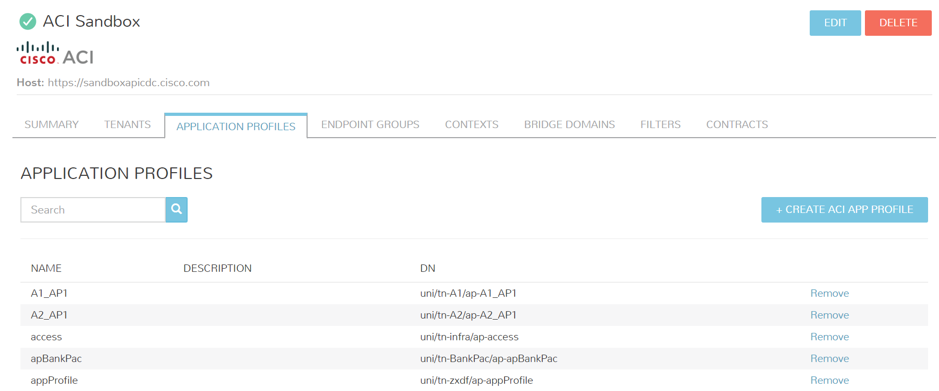 ACI Sandbox
EDIT DELETE
CISCO ACI
Host: https://sandboxapicdc.cisco.com
SUMMARY TENANTS APPLICATION PROFILES ENDPOINT GROUPS CONTEXTS BRIDGE DOMAINS FILTERS CONTRACTS
APPLICATION PROFILES
Search
+ CREATE ACI APP PROFILE
NAME DESCRIPTION DN
A1_AP1 uni/tn-A1/ap-A1_AP1 Remove
A2_AP1 uni/tn-A2/ap-A2_AP1 Remove
access uni/tn-infra/ap-access Remove
apBankPac uni/tn-BankPac/ap-apBankPac Remove
appProfile uni/tn-zxdf/ap-appProfile Remove